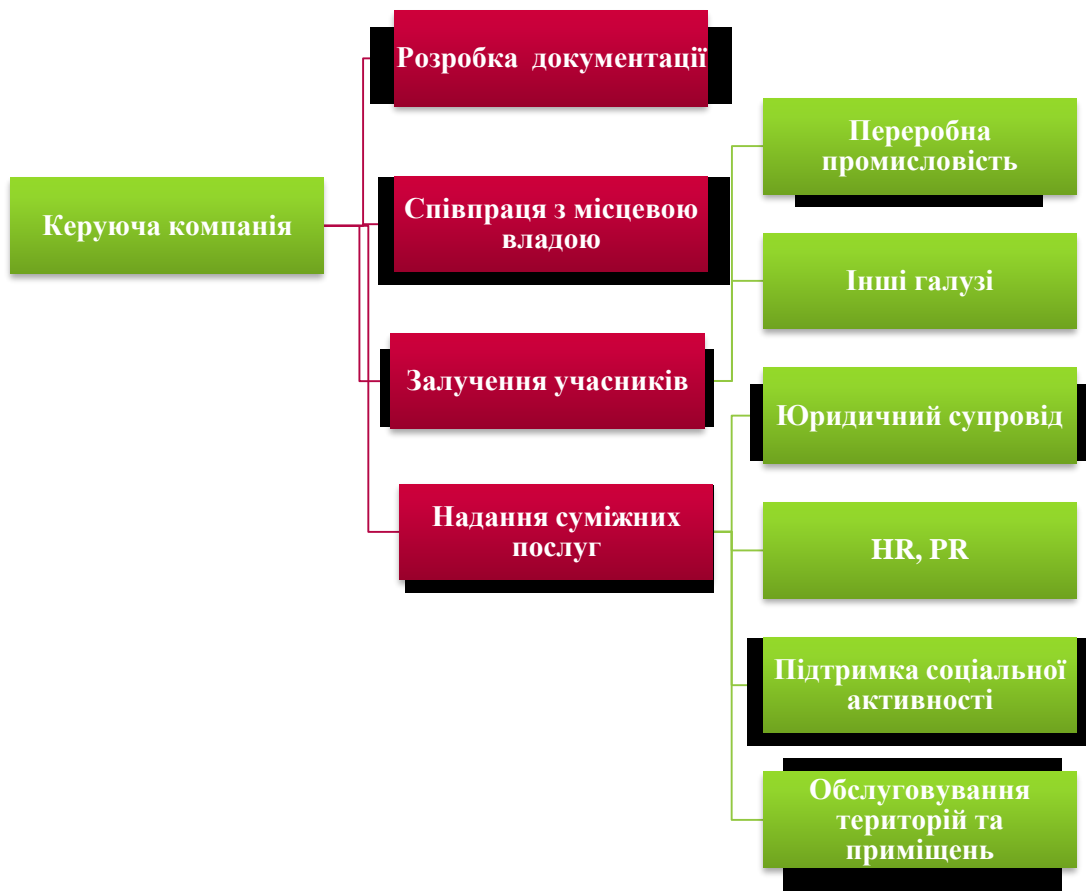 Розробка документації
Переробна
промисловість
Керуюча компанія
Співпраця з місцевою
владою
Інші галузі
Залучення учасників
Юридичний супровід
Надання суміжних
послуг
HR, PR
Підтримка соціальної
активності
Обслуговування
територій та
приміщень